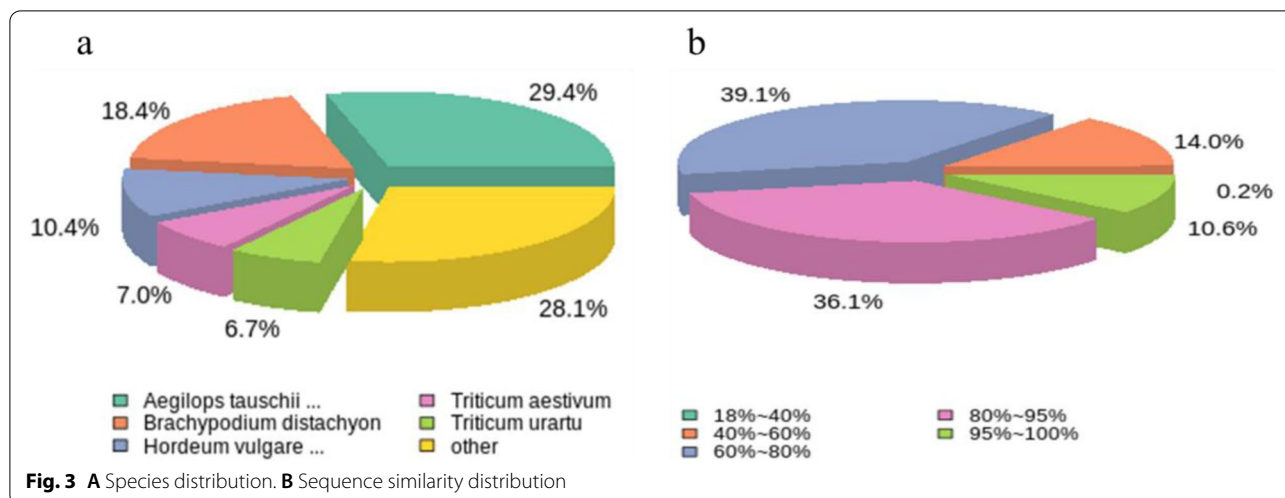 a
29.4%
18.4%
10.4%
7.0%
6.7%
28.1%
Aegilops tauschii ...
Brachypodium distachyon
Hordeum vulgare ...
Triticum aestivum
Triticum urartu
other
b
39.1%
14.0%
0.2%
10.6%
36.1%
18%~40%
40%~60%
60%~80%
80%~95%
95%~100%
Fig. 3 A Species distribution. B Sequence similarity distribution